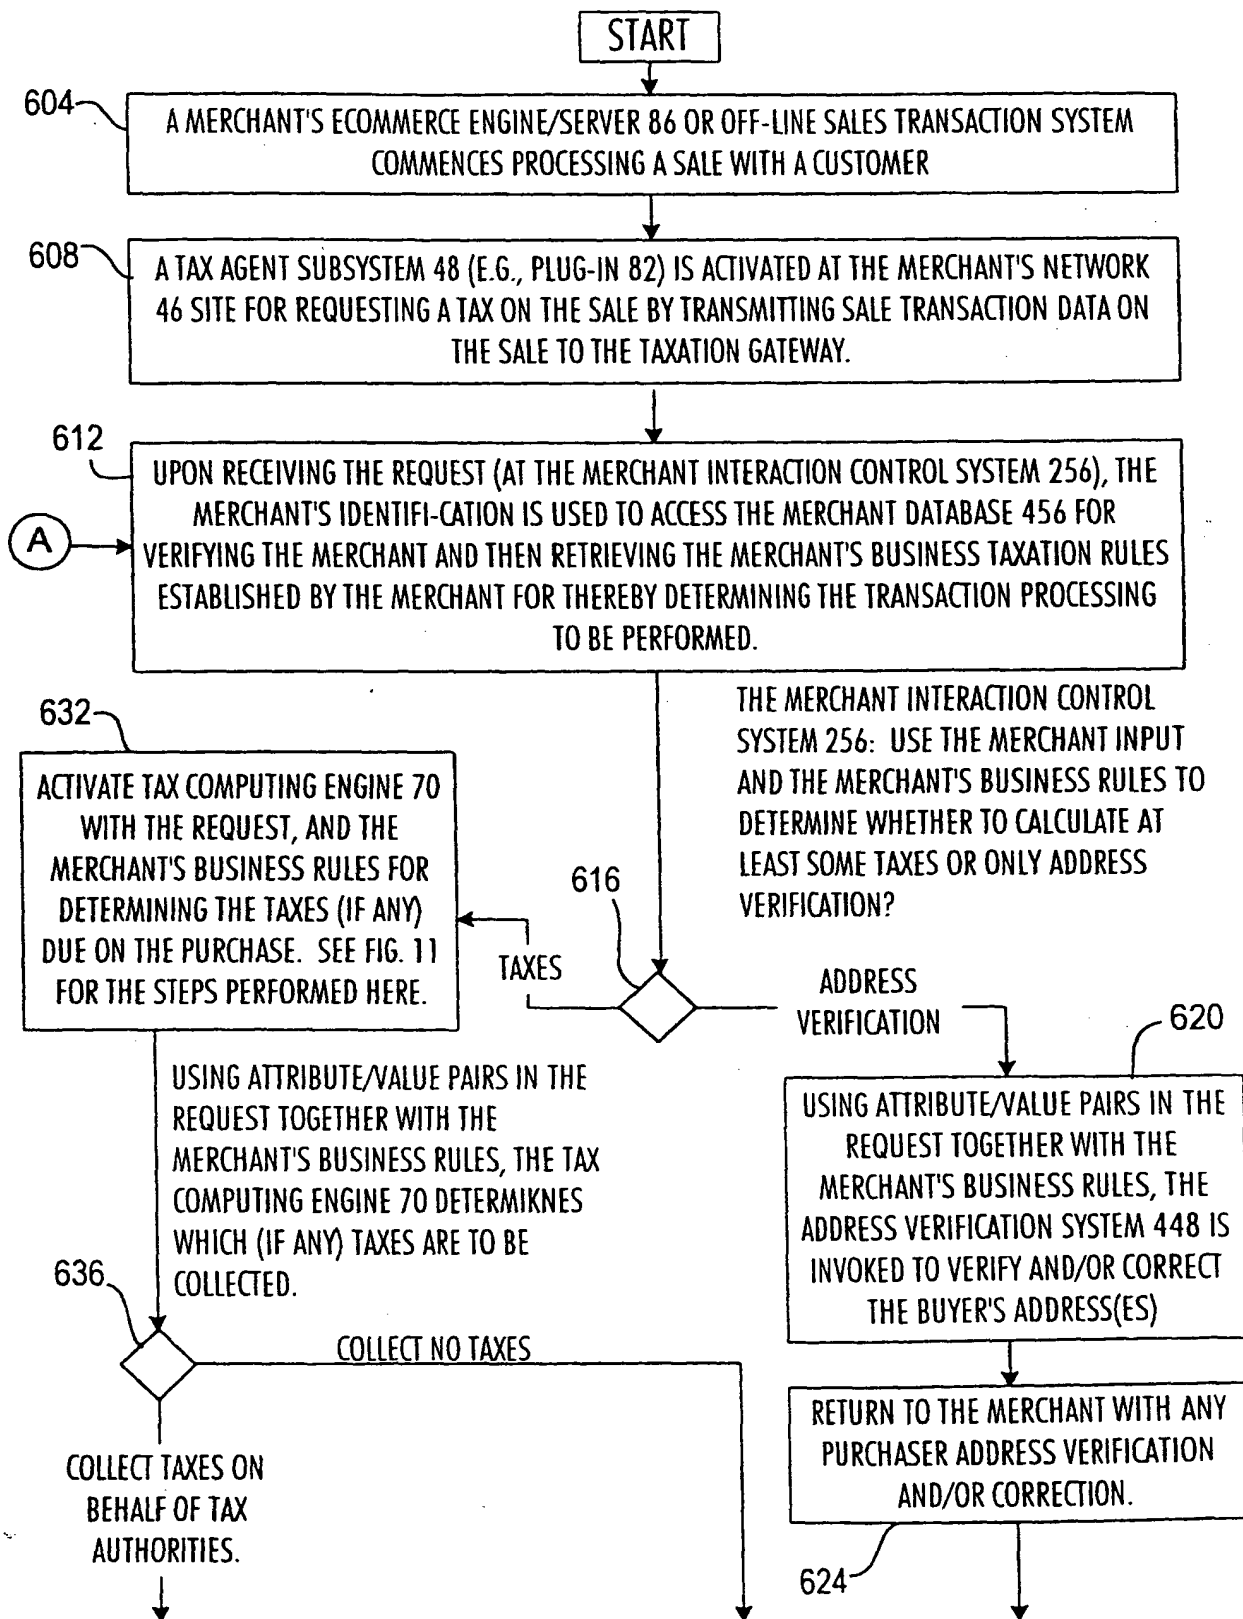 START
604
A MERCHANT'S ECOMMERCE ENGINE/SERVER 86 OR OFF-LINE SALES TRANSACTION SYSTEM
COMMENCES PROCESSING A SALE WITH A CUSTOMER
608
A TAX AGENT SUBSYSTEM 48 (E.G., PLUG-IN 82) IS ACTIVATED AT THE MERCHANT'S NETWORK
46 SITE FOR REQUESTING A TAX ON THE SALE BY TRANSMITTING SALE TRANSACTION DATA ON
THE SALE TO THE TAXATION GATEWAY.
612
UPON RECEIVING THE REQUEST (AT THE MERCHANT INTERACTION CONTROL SYSTEM 256), THE
MERCHANT'S IDENTIFI-CATION IS USED TO ACCESS THE MERCHANT DATABASE 456 FOR
VERIFYING THE MERCHANT AND THEN RETRIEVING THE MERCHANT'S BUSINESS TAXATION RULES
ESTABLISHED BY THE MERCHANT FOR THEREBY DETERMINING THE TRANSACTION PROCESSING
TO BE PERFORMED.
A
THE MERCHANT INTERACTION CONTROL
SYSTEM 256: USE THE MERCHANT INPUT
AND THE MERCHANT'S BUSINESS RULES TO
DETERMINE WHETHER TO CALCULATE AT
LEAST SOME TAXES OR ONLY ADDRESS
VERIFICATION?
632
ACTIVATE TAX COMPUTING ENGINE 70
WITH THE REQUEST, AND THE
MERCHANT'S BUSINESS RULES FOR
DETERMINING THE TAXES (IF ANY)
DUE ON THE PURCHASE. SEE FIG. 11
FOR THE STEPS PERFORMED HERE.
616
TAXES
ADDRESS
VERIFICATION
620
USING ATTRIBUTE/VALUE PAIRS IN THE
REQUEST TOGETHER WITH THE
MERCHANT'S BUSINESS RULES, THE TAX
COMPUTING ENGINE 70 DETERMIKNES
WHICH (IF ANY) TAXES ARE TO BE
COLLECTED.
USING ATTRIBUTE/VALUE PAIRS IN THE
REQUEST TOGETHER WITH THE
MERCHANT'S BUSINESS RULES, THE
ADDRESS VERIFICATION SYSTEM 448 IS
INVOKED TO VERIFY AND/OR CORRECT
THE BUYER'S ADDRESS(ES)
636
COLLECT NO TAXES
COLLECT TAXES ON
BEHALF OF TAX
AUTHORITIES.
RETURN TO THE MERCHANT WITH ANY
PURCHASER ADDRESS VERIFICATION
AND/OR CORRECTION.
624